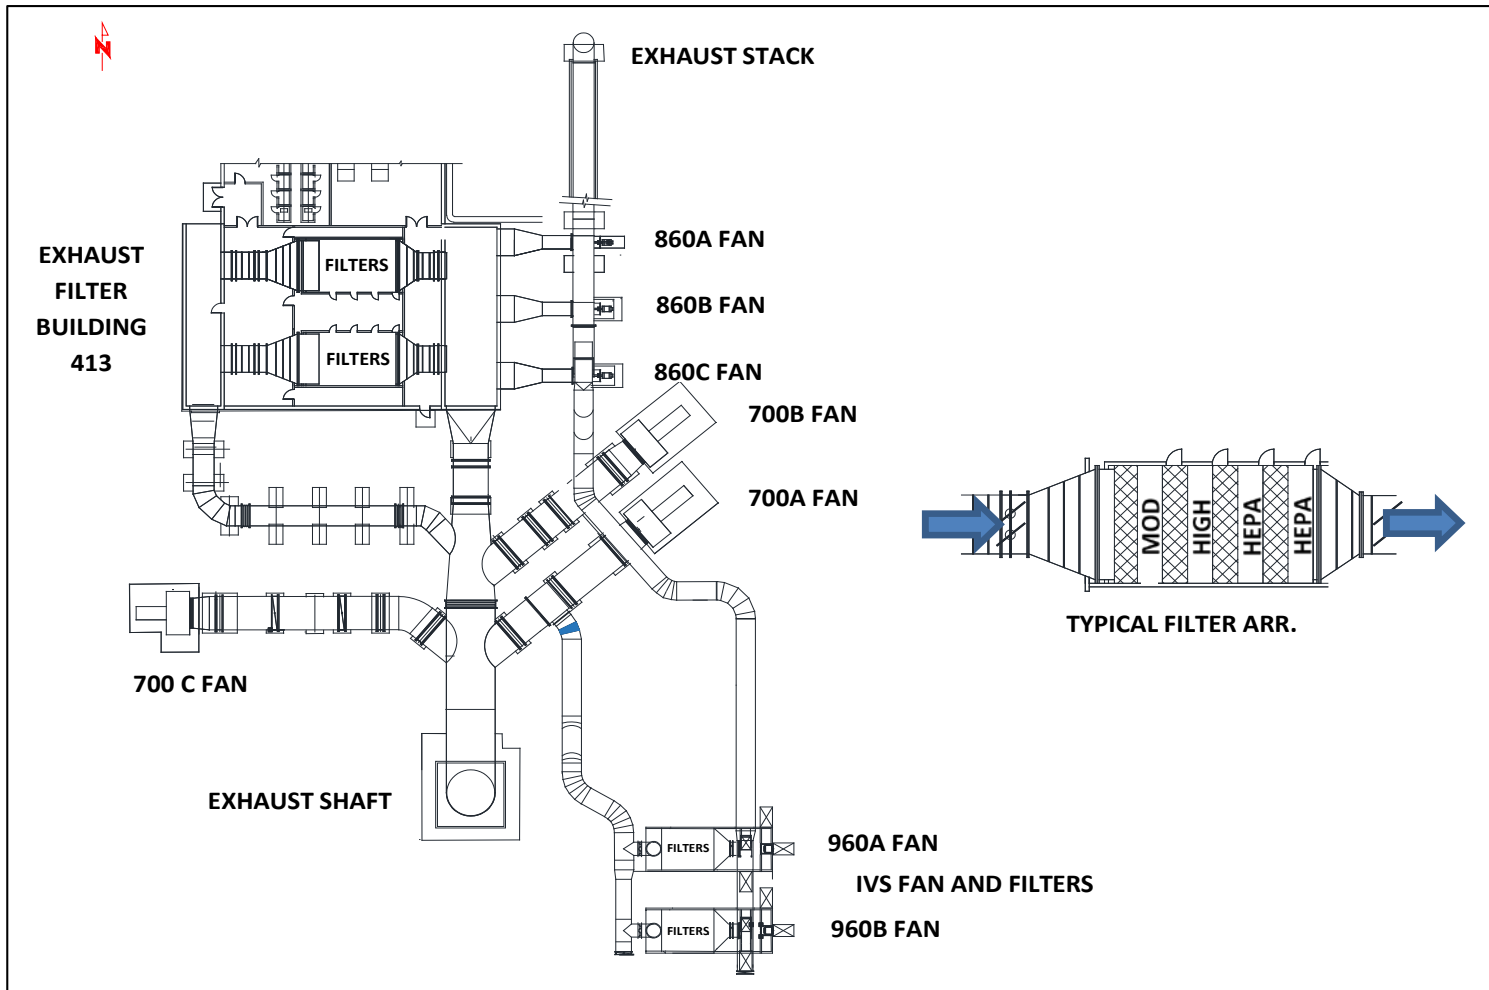 N
EXHAUST STACK
EXHAUST
FILTER
BUILDING
413
FILTERS
FILTERS
860A FAN
860B FAN
860C FAN
700B FAN
700A FAN
MOD
HIGH
HEPA
HEPA
TYPICAL FILTER ARR.
700 C FAN
EXHAUST SHAFT
FILTERS
960A FAN
IVS FAN AND FILTERS
FILTERS
960B FAN